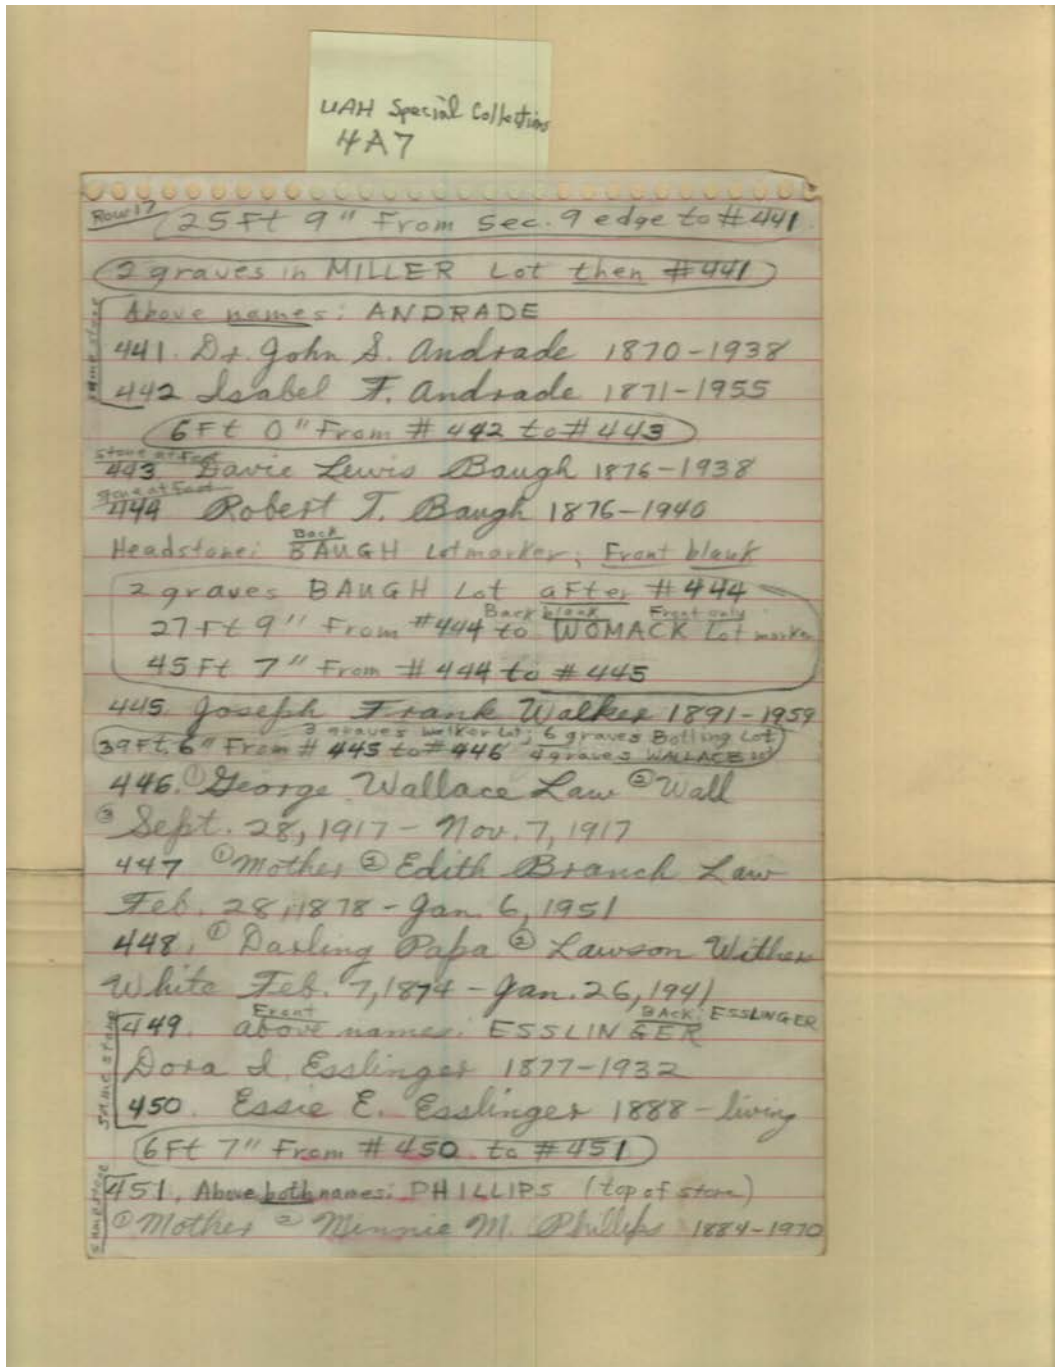 UAH Special Collections
4A7
Row 17
25 Ft 9" From Sec. 9 edge to #441
2 graves in MILLER Lot then #441
same stone
Above names: ANDRADE
441. Dr. John S. Andrade 1870-1938
442 Isabel F. Andrade 1871-1955
6 Ft 0" From #442 to #443
Stone at Foot
443 Davie Lewis Baugh 1876-1938
Stone at Foot
444 Robert T. Baugh 1876-1940
Back
Headstone: BAUGH Lot marker; Front blank
2 graves BAUGH Lot after #444
Back blank Front only
27 Ft 9" From #444 to WOMACK Lot marker
45 Ft 7" From #444 to #445
445. Joseph Frank Walker 1891-1959
3 graves Walker Lot; 6 graves Bolling Lot
39 Ft. 6" From #445 to #446 4 graves WALLACE
446. ① George Wallace Law ② Wall
③ Sept. 28, 1917 - Nov. 7, 1917
447 ① Mother ② Edith Branch Law
Feb. 28, 1878 - Jan. 6, 1951
448. ① Darling Papa ② Lawson Wither
White Feb. 7, 1874 - Jan. 26, 1941
same stone
Front Back: ESSLINGER
449. above names: ESSLINGER
Dora I. Esslinger 1877-1932
450. Essie E. Esslinger 1888 - living
6 Ft 7" From #450. to #451
same stone
451. Above both names: PHILLIPS (top of stone)
① Mother ② Minnie M. Phillips 1884-1970